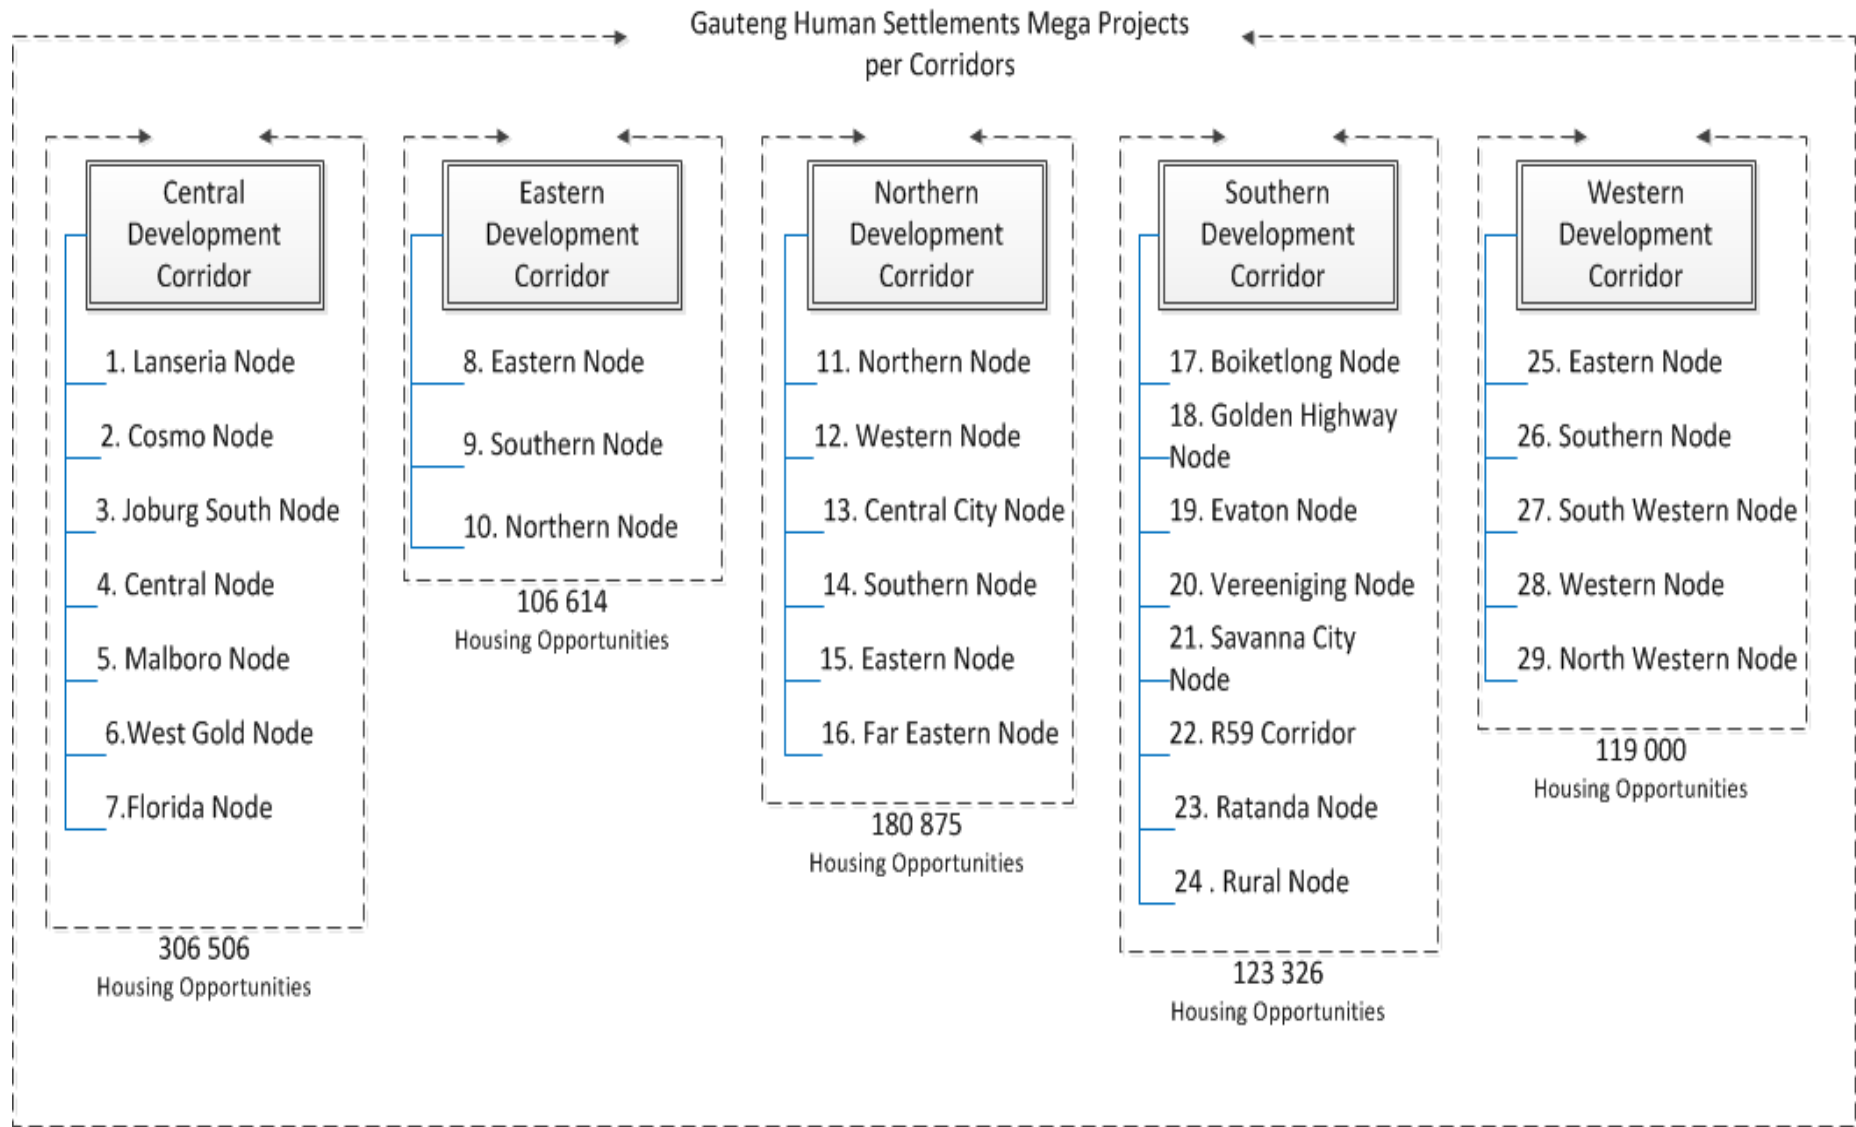 Gauteng Human Settlements Mega Projects
per Corridors
Central
Development
Corridor
1. Lanseria Node
2. Cosmo Node
3. Joburg South Node
4. Central Node
5. Malboro Node
6.West Gold Node
7.Florida Node
306 506
Housing Opportunities
Eastern
Development
Corridor
8. Eastern Node
9. Southern Node
10. Northern Node
106 614
Housing Opportunities
Northern
Development
Corridor
11. Northern Node
12. Western Node
13. Central City Node
14. Southern Node
15. Eastern Node
16. Far Eastern Node
180 875
Housing Opportunities
Southern
Development
Corridor
17. Boiketlong Node
18. Golden Highway
Node
19. Evaton Node
20. Vereeniging Node
21. Savanna City
Node
22. R59 Corridor
23. Ratanda Node
24 . Rural Node
123 326
Housing Opportunities
Western
Development
Corridor
25. Eastern Node
26. Southern Node
27. South Western Node
28. Western Node
29. North Western Node
119 000
Housing Opportunities